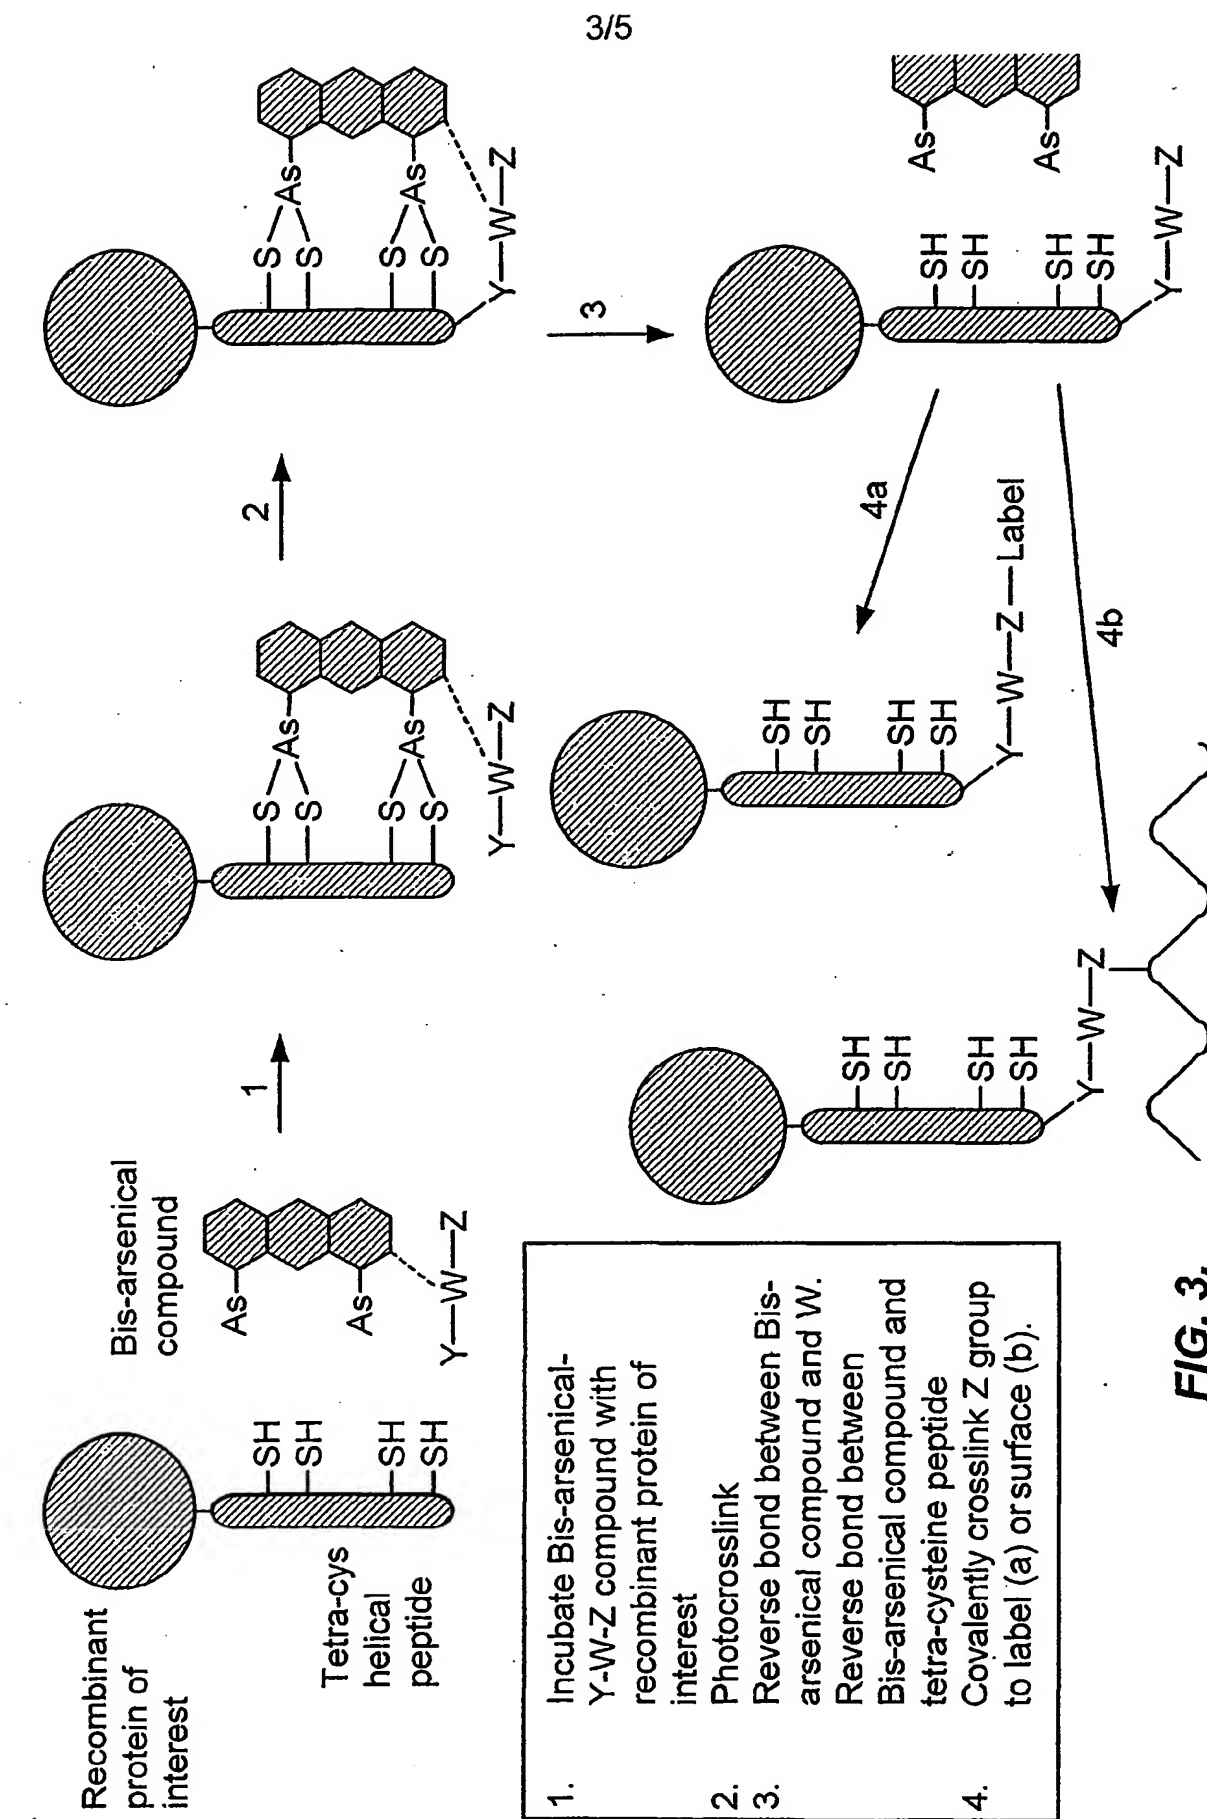 3/5
Recombinant
protein of
interest
Tetra-cys
helical
peptide
SH
SH
SH
SH
Bis-arsenical
compound
As
As
Y—W—Z
1
S
S
S
S
As
As
Y—W—Z
2
S
S
S
S
As
As
Y—W—Z
3
SH
SH
SH
SH
As
As
Y—W—Z
4a
SH
SH
SH
SH
Y—W—Z—Label
4b
SH
SH
SH
SH
Y—W—Z
1. Incubate Bis-arsenical-
Y-W-Z compound with
recombinant protein of
interest
2. Photocrosslink
3. Reverse bond between Bis-
arsenical compound and W.
Reverse bond between
Bis-arsenical compound and
tetra-cysteine peptide
4. Covalently crosslink Z group
to label (a) or surface (b).
FIG. 3.